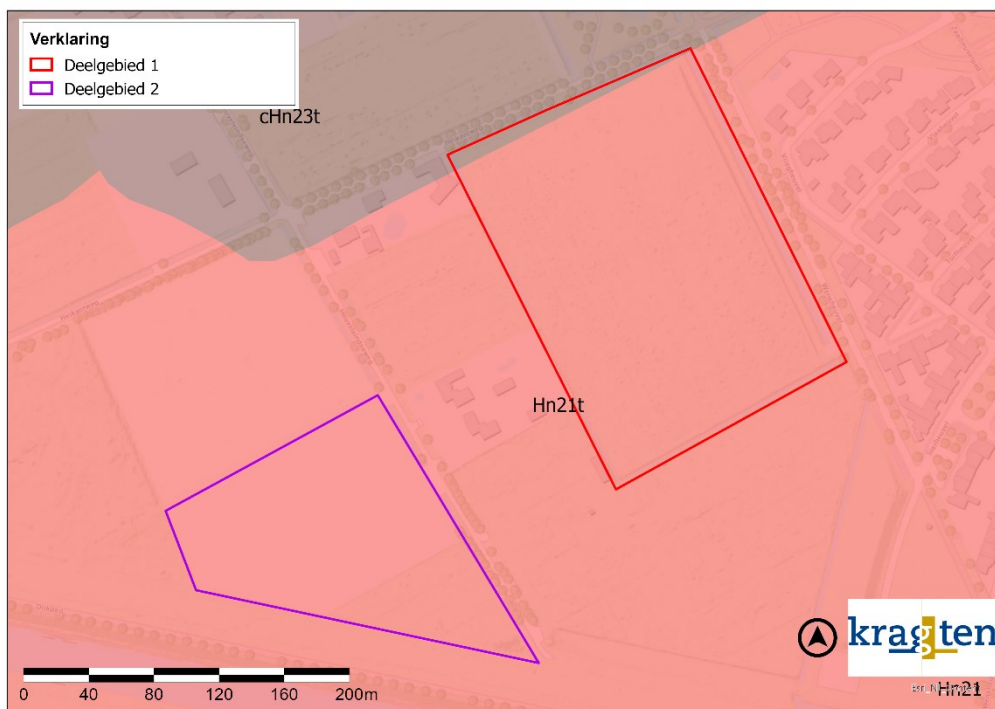 Verklaring
Deelgebied 1
Deelgebied 2
cHn23t
Hn21t
kragten
Hn21
0 40 80 120 160 200m